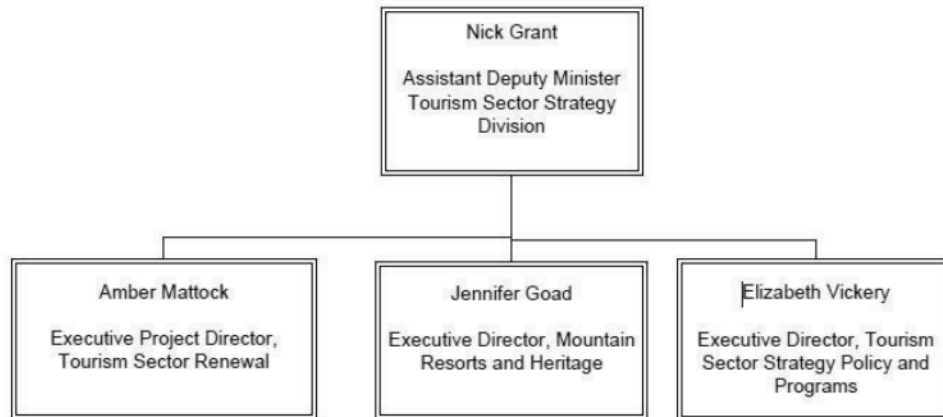 Nick Grant
Assistant Deputy Minister
Tourism Sector Strategy
Division
Amber Mattock
Executive Project Director,
Tourism Sector Renewal
Jennifer Goad
Executive Director, Mountain
Resorts and Heritage
Elizabeth Vickery
Executive Director, Tourism
Sector Strategy Policy and
Programs